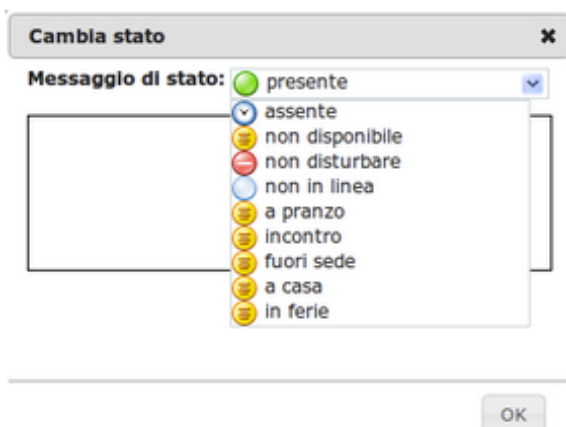 Cambia stato
Messaggio di stato: presente
assente
non disponibile
non disturbare
non in linea
a pranzo
incontro
fuori sede
a casa
in ferie
OK